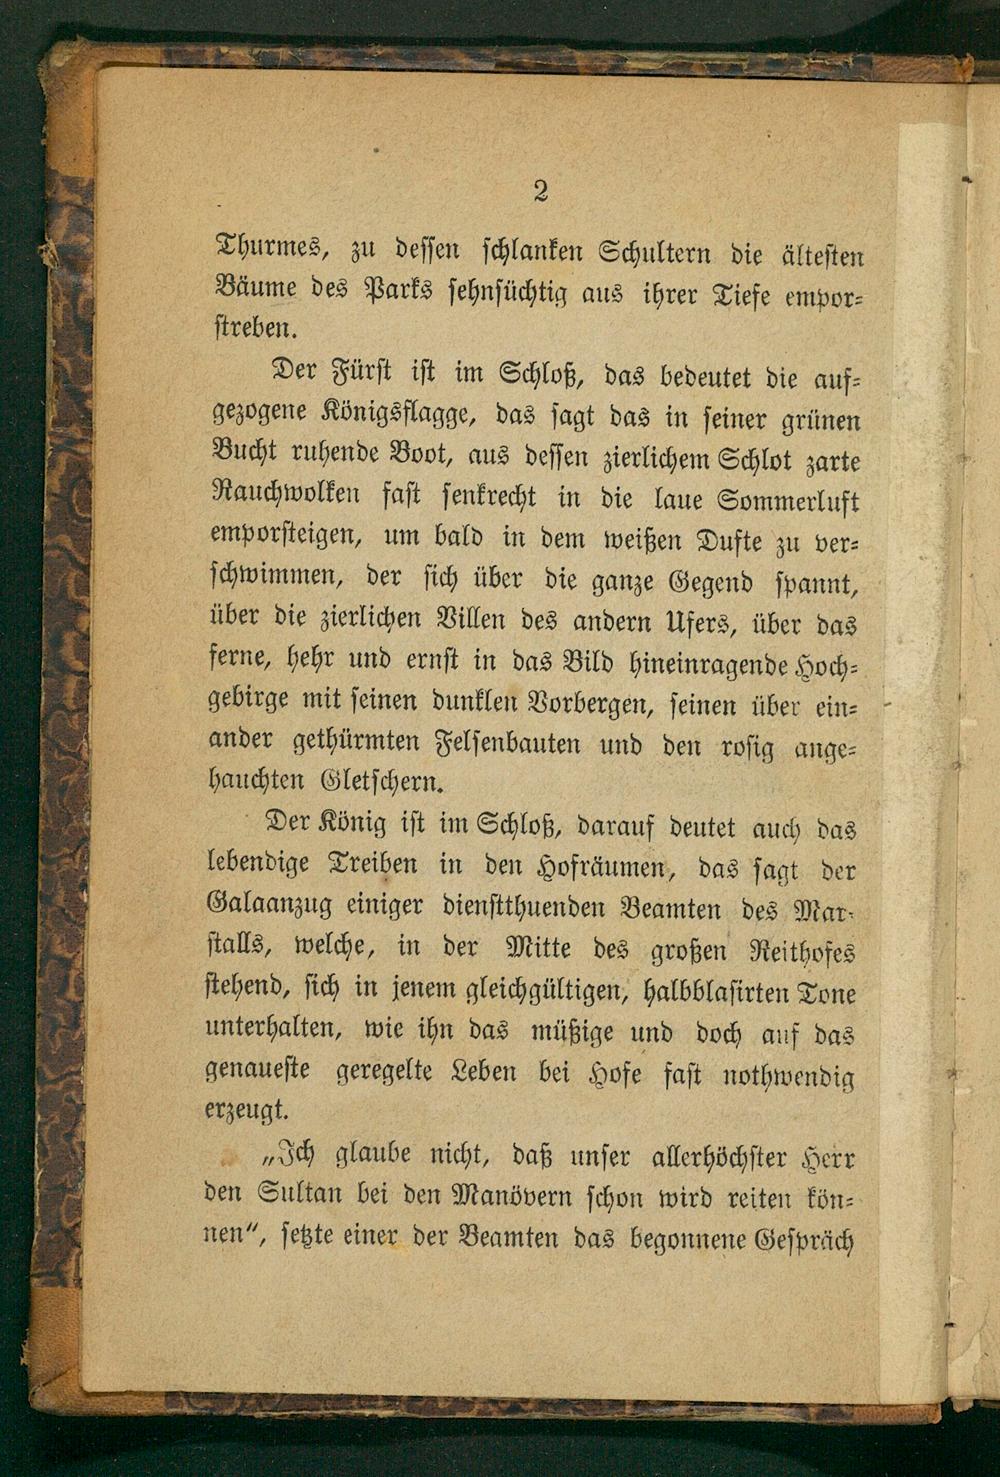 2
Thurmes, zu dessen schlanken Schultern die ältesten
Bäume des Parks sehnsüchtig aus ihrer Tiefe empor-
streben.
Der Fürst ist im Schloß, das bedeutet die auf-
gezogene Königsflagge, das sagt das in seiner grünen
Bucht ruhende Boot, aus dessen zierlichem Schlot zarte
Rauchwolken fast senkrecht in die laue Sommerluft
emporsteigen, um bald in dem weißen Dufte zu ver-
schwimmen, der sich über die ganze Gegend spannt,
über die zierlichen Villen des andern Ufers, über das
ferne, hehr und ernst in das Bild hineinragende Hoch-
gebirge mit seinen dunklen Vorbergen, seinen über ein-
ander gethürmten Felsenbauten und den rosig ange-
hauchten Gletschern.
Der König ist im Schloß, darauf deutet auch das
lebendige Treiben in den Hofräumen, das sagt der
Galaanzug einiger dienstthuenden Beamten des Mar-
stalls, welche, in der Mitte des großen Reithofes
stehend, sich in jenem gleichgültigen, halbblasirten Tone
unterhalten, wie ihn das müßige und doch auf das
genaueste geregelte Leben bei Hofe fast nothwendig
erzeugt.
„Ich glaube nicht, daß unser allerhöchster Herr
den Sultan bei den Manövern schon wird reiten kön-
nen“, setzte einer der Beamten das begonnene Gespräch